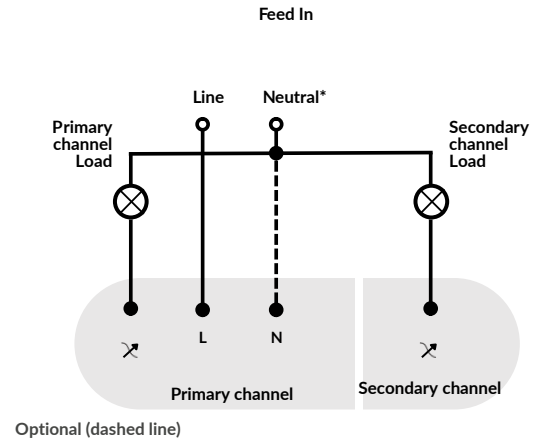 Feed In
Line
Neutral*
Primary
channel
Load
Secondary
channel
Load
L
N
Primary channel
Secondary channel
Optional (dashed line)